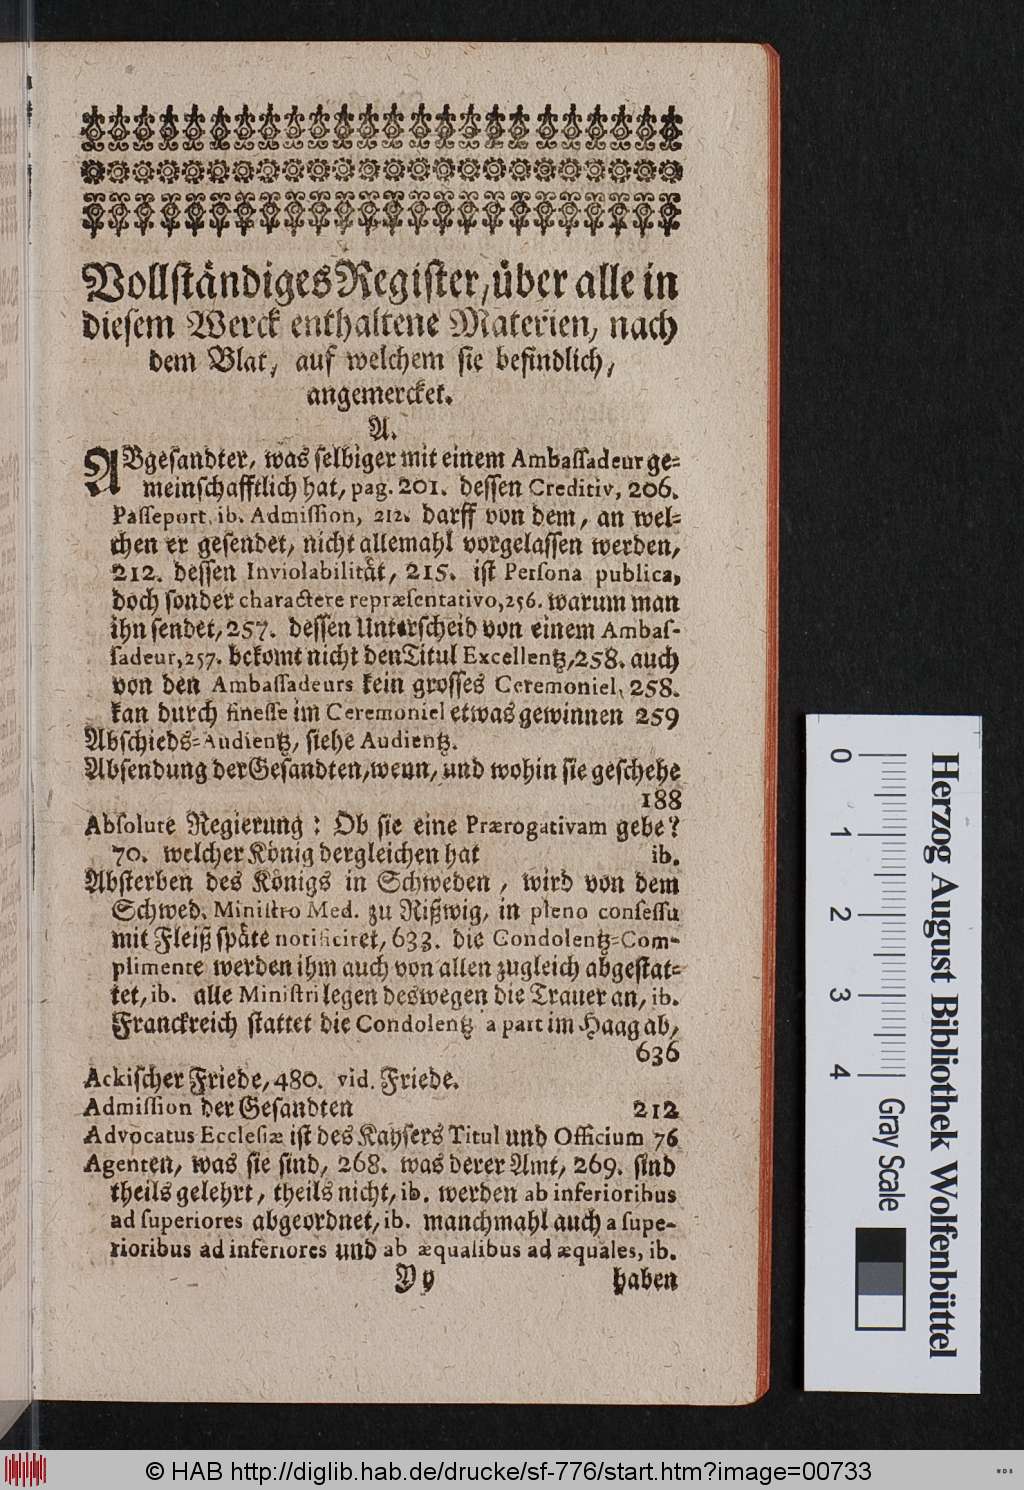 Vollständiges Register, über alle in
diesem Werck enthaltene Materien, nach
dem Blat, auf welchem sie befindlich,
angemercket.
A.
ABgesandter, was selbiger mit einem Ambassadeur ge-
meinschafftlich hat, pag. 201. dessen Creditiv, 206.
Passeport, ib. Admission, 212. darff von dem, an wel-
chen er gesendet, nicht allemahl vorgelassen werden,
212. dessen Inviolabilität, 215. ist Persona publica,
doch sonder charactere repræsentativo, 256. warum man
ihn sendet, 257. dessen Unterscheid von einem Ambas-
sadeur, 257. bekomt nicht den Titul Excellentz, 258. auch
von den Ambassadeurs kein grosses Ceremoniel, 258.
kan durch finesse im Ceremoniel etwas gewinnen 259
Abschieds-Audientz, siehe Audientz.
Absendung der Gesandten, wenn, und wohin sie geschehe
188
Absolute Regierung: Ob sie eine Prærogativam gebe?
70. welcher König dergleichen hat ib.
Absterben des Königs in Schweden, wird von dem
Schwed. Ministro Med. zu Rißwig, in pleno consessu
mit Fleiß späte notificiret, 633. die Condolentz-Com-
plimente werden ihm auch von allen zugleich abgestat-
tet, ib. alle Ministri legen deswegen die Trauer an, ib.
Franckreich stattet die Condolentz a part im Haag ab,
636
Ackischer Friede, 480. vid. Friede.
Admission der Gesandten 212
Advocatus Ecclesiæ ist des Kaysers Titul und Officium 76
Agenten, was sie sind, 268. was derer Amt, 269. sind
theils gelehrt, theils nicht, ib. werden ab inferioribus
ad superiores abgeordnet, ib. manchmahl auch a supe-
rioribus ad inferiores und ab æqualibus ad æquales, ib.
Yy haben
0 1 2 3 4 Gray Scale
Herzog August Bibliothek Wolfenbüttel
© HAB http://diglib.hab.de/drucke/sf-776/start.htm?image=00733